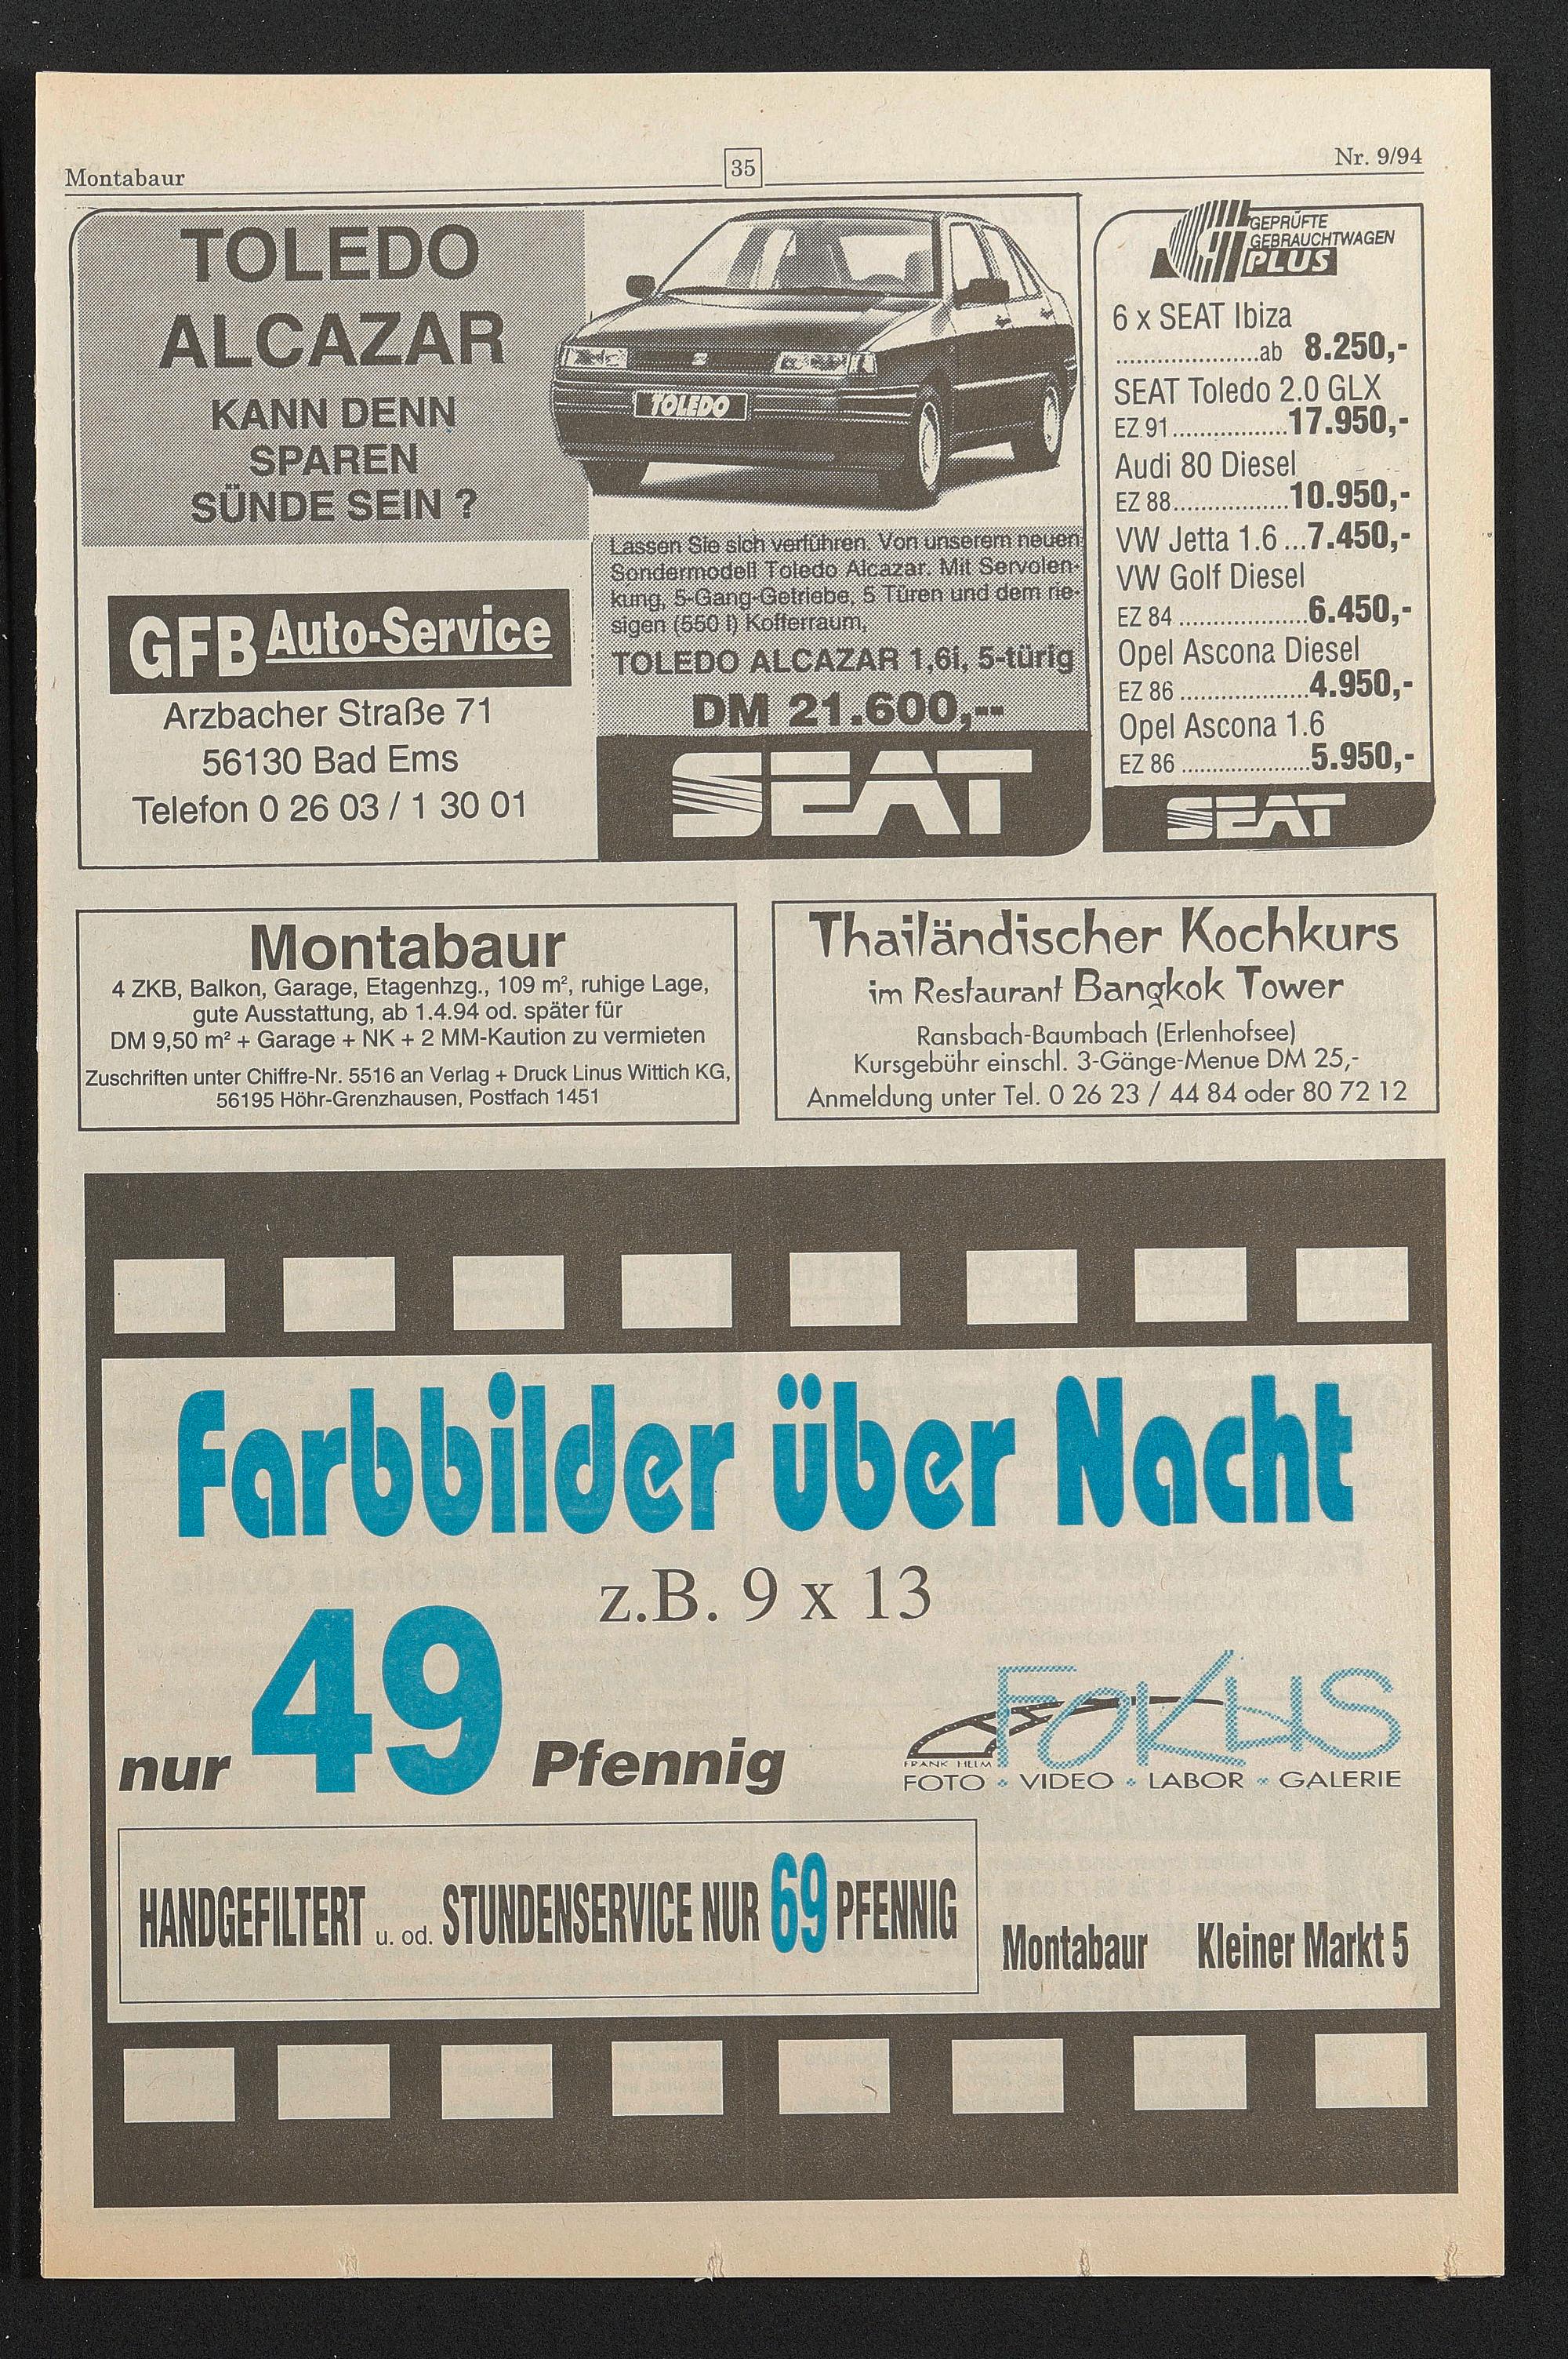 Montabaur
35
Nr. 9/94
TOLEDO
ALCAZAR
KANN DENN
SPAREN
SÜNDE SEIN ?
TOLEDO
GFB Auto-Service
Arzbacher Straße 71
56130 Bad Ems
Telefon 0 26 03 / 1 30 01
Lassen Sie sich verführen. Von unserem neuen
Sondermodell Toledo Alcazar. Mit Servolen-
kung, 5-Gang-Getriebe, 5 Türen und dem rie-
sigen (550 l) Kofferraum,
TOLEDO ALCAZAR 1,6i, 5-türig
DM 21.600,--
SEAT
GEPRÜFTE
GEBRAUCHTWAGEN
PLUS
6 x SEAT Ibiza
.......................ab 8.250,-
SEAT Toledo 2.0 GLX
EZ 91...................17.950,-
Audi 80 Diesel
EZ 88...................10.950,-
VW Jetta 1.6 ...7.450,-
VW Golf Diesel
EZ 84 .....................6.450,-
Opel Ascona Diesel
EZ 86 .....................4.950,-
Opel Ascona 1.6
EZ 86 .....................5.950,-
SEAT
Montabaur
4 ZKB, Balkon, Garage, Etagenhzg., 109 m², ruhige Lage,
gute Ausstattung, ab 1.4.94 od. später für
DM 9,50 m² + Garage + NK + 2 MM-Kaution zu vermieten
Zuschriften unter Chiffre-Nr. 5516 an Verlag + Druck Linus Wittich KG,
56195 Höhr-Grenzhausen, Postfach 1451
Thailändischer Kochkurs
im Restaurant Bangkok Tower
Ransbach-Baumbach (Erlenhofsee)
Kursgebühr einschl. 3-Gänge-Menue DM 25,-
Anmeldung unter Tel. 0 26 23 / 44 84 oder 80 72 12
Farbbilder über Nacht
z.B. 9 x 13
nur 49 Pfennig
FOKUS
FRANK HELM
FOTO VIDEO LABOR GALERIE
HANDGEFILTERT u. od. STUNDENSERVICE NUR 69 PFENNIG
Montabaur Kleiner Markt 5